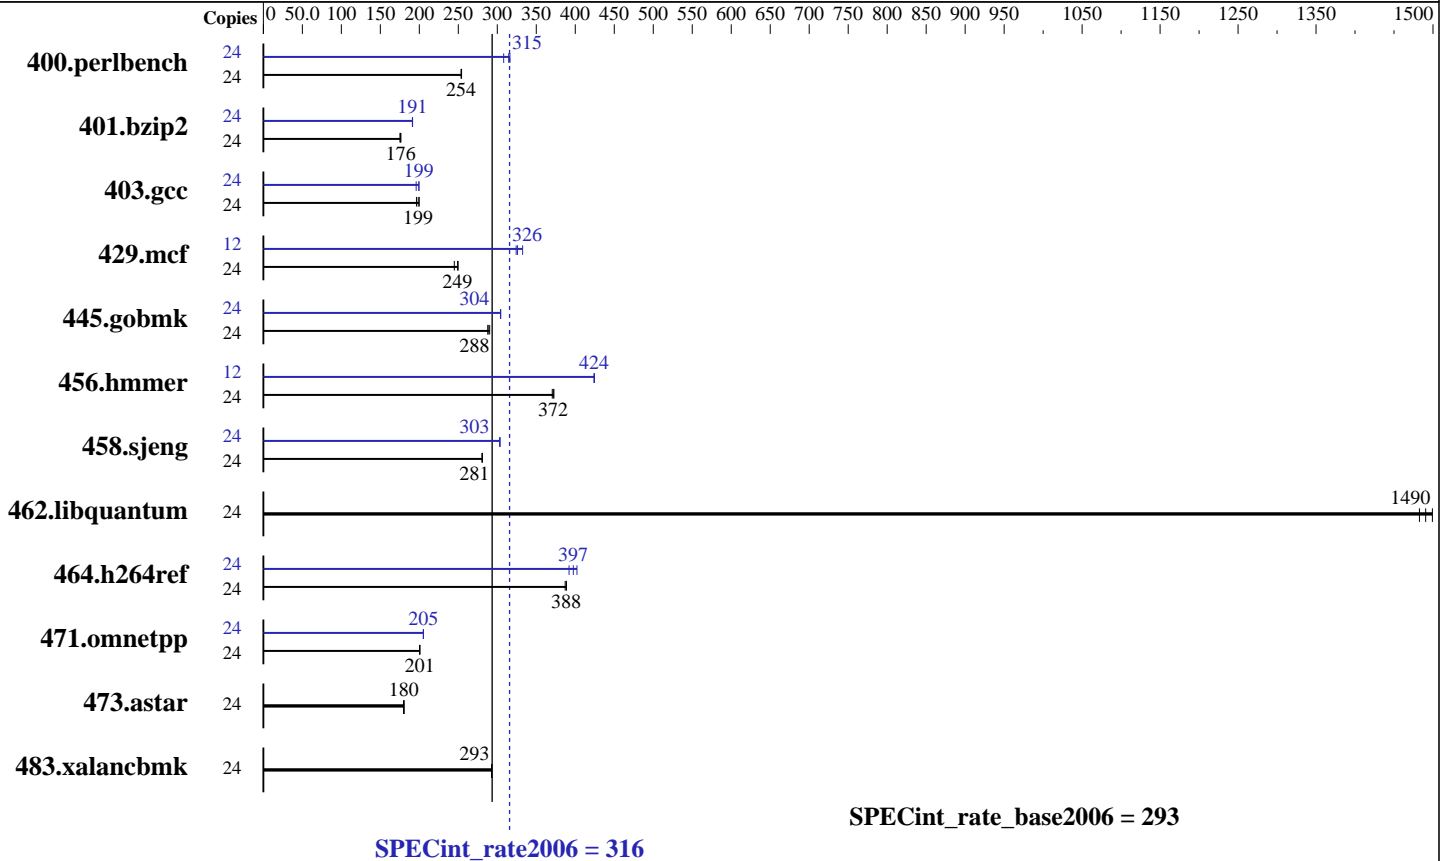 Copies 0 50.0 100 150 200 250 300 350 400 450 500 550 600 650 700 750 800 850 900 950 1050 1150 1250 1350 1500
400.perlbench 24 315
24 254
401.bzip2 24 191
24 176
403.gcc 24 199
24 199
429.mcf 12 326
24 249
445.gobmk 24 304
24 288
456.hmmer 12 424
24 372
458.sjeng 24 303
24 281
462.libquantum 24 1490
464.h264ref 24 397
24 388
471.omnetpp 24 205
24 201
473.astar 24 180
483.xalancbmk 24 293
SPECint_rate_base2006 = 293
SPECint_rate2006 = 316